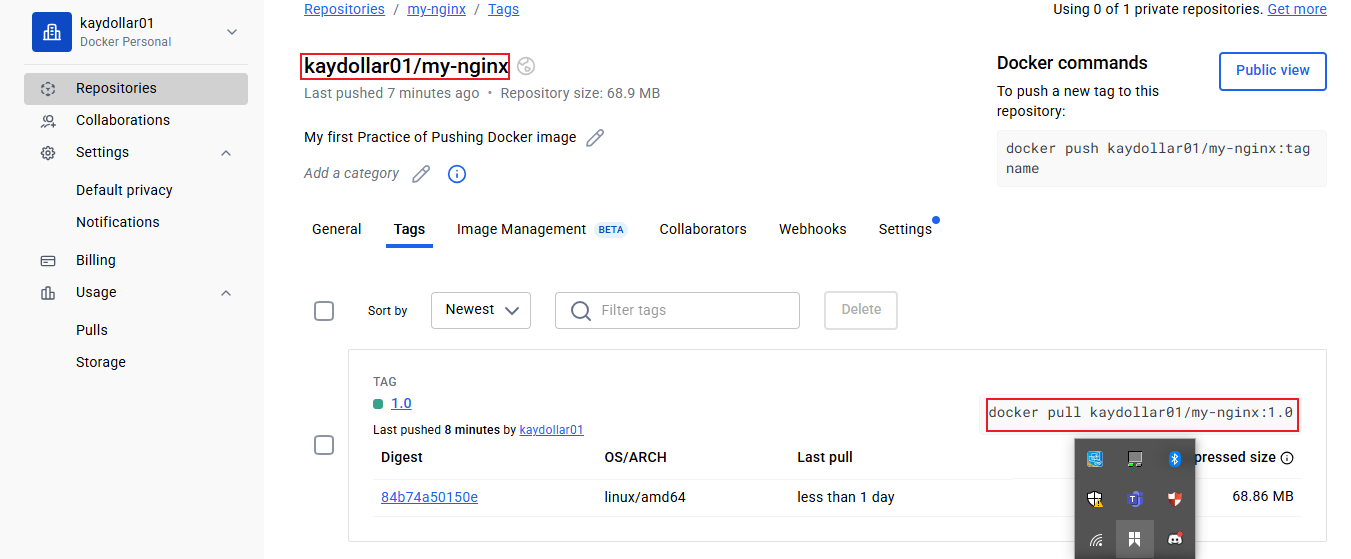 kaydollar01
Docker Personal
Repositories
Collaborations
Settings
Default privacy
Notifications
Billing
Usage
Pulls
Storage
Repositories / my-nginx / Tags
Using 0 of 1 private repositories. Get more
kaydollar01/my-nginx
Last pushed 7 minutes ago • Repository size: 68.9 MB
My first Practice of Pushing Docker image
Add a category
Docker commands
Public view
To push a new tag to this
repository:
docker push kaydollar01/my-nginx:tag
name
General Tags Image Management BETA Collaborators Webhooks Settings
Sort by Newest Filter tags Delete
TAG
1.0
docker pull kaydollar01/my-nginx:1.0
Last pushed 8 minutes by kaydollar01
Digest OS/ARCH Last pull pressed size
84b74a50150e linux/amd64 less than 1 day 68.86 MB